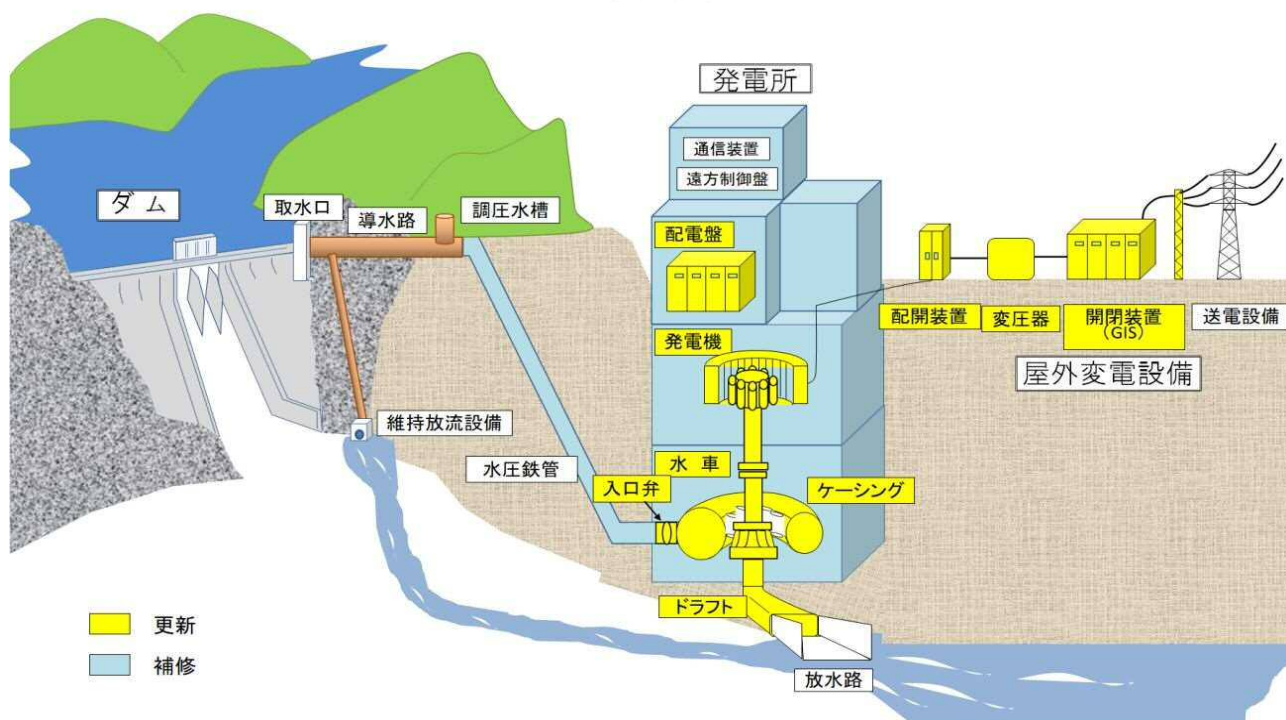 発電所
通信装置
遠方制御盤
ダム
取水口
導水路
調圧水槽
配電盤
発電機
配開装置
変圧器
開閉装置
(GIS)
送電設備
屋外変電設備
維持放流設備
水圧鉄管
入口弁
水車
ケーシング
ドラフト
放水路
更新
補修